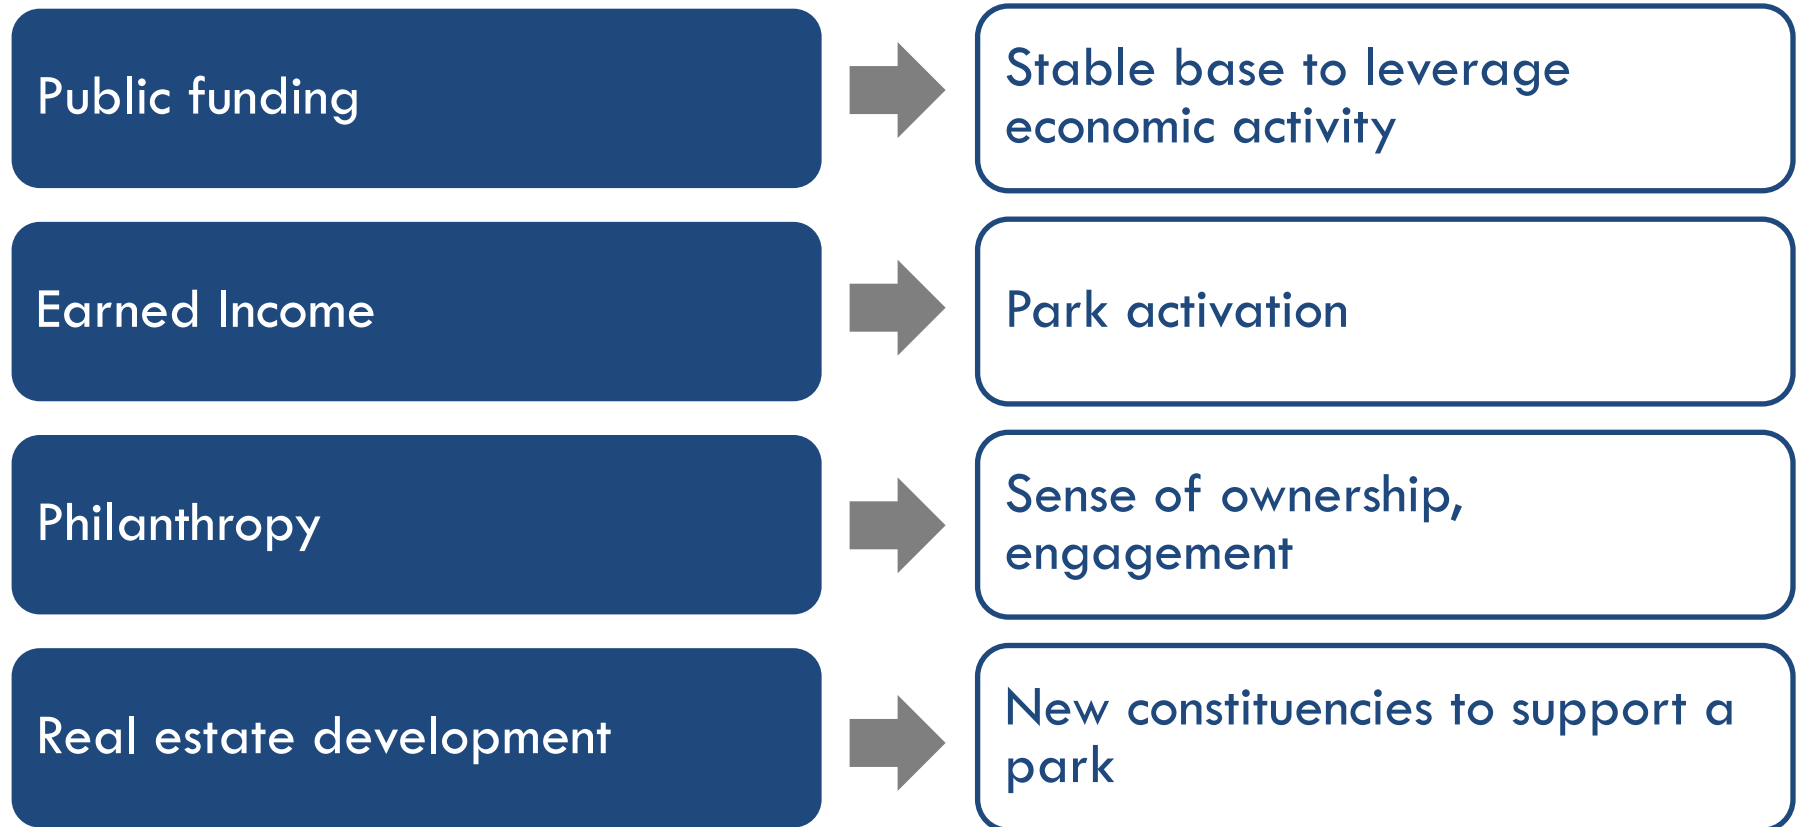 Public funding
Stable base to leverage
economic activity
Earned Income
Park activation
Philanthropy
Sense of ownership,
engagement
Real estate development
New constituencies to support a
park